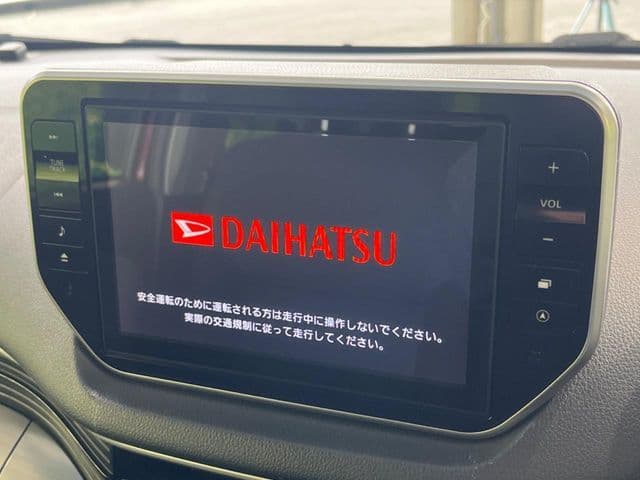 TUNE
TRACK
VOL
DAIHATSU
安全運転のために運転される方は走行中に操作しないでください。
実際の交通規制に従って走行してください。